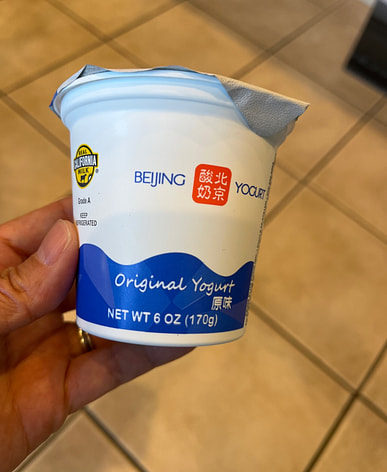 REAL
CALIFORNIA
MILK
Grade A
KEEP
REFRIGERATED
BEIJING
北京
酸奶
YOGURT
Original Yogurt
原味
NET WT 6 OZ (170g)